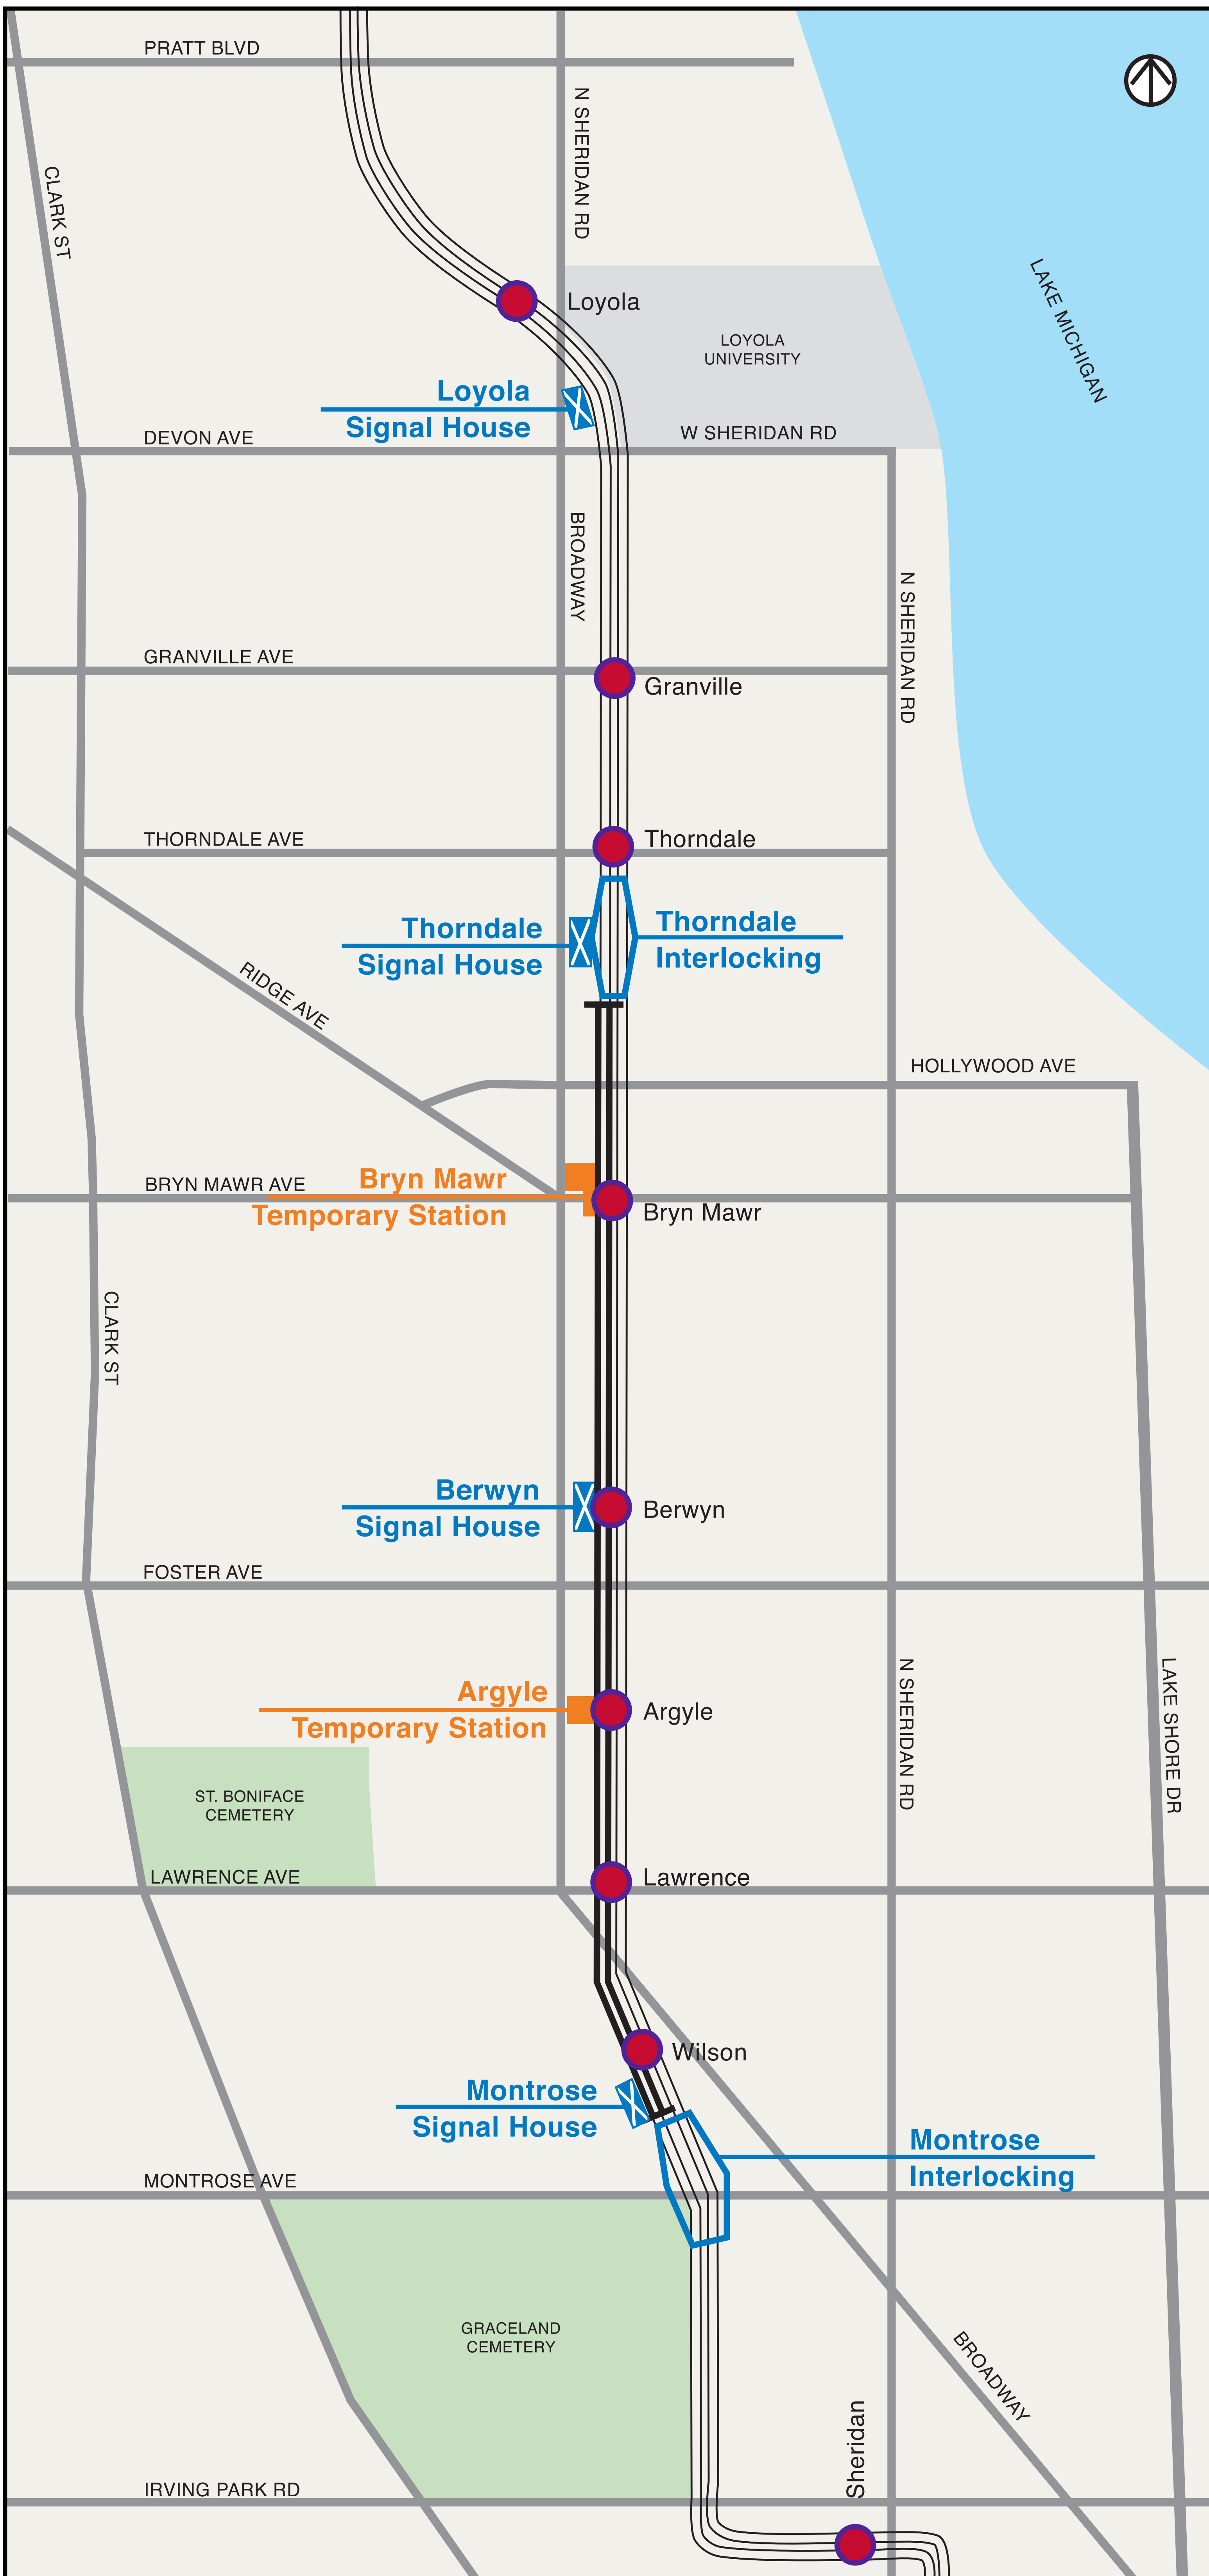 PRATT BLVD
N SHERIDAN RD
CLARK ST
LAKE MICHIGAN
Loyola
LOYOLA
UNIVERSITY
Loyola
Signal House
DEVON AVE
W SHERIDAN RD
BROADWAY
N SHERIDAN RD
GRANVILLE AVE
Granville
THORNDALE AVE
Thorndale
Thorndale
Signal House
Thorndale
Interlocking
RIDGE AVE
HOLLYWOOD AVE
BRYN MAWR AVE
Bryn Mawr
Temporary Station
Bryn Mawr
CLARK ST
Berwyn
Signal House
Berwyn
FOSTER AVE
Argyle
Temporary Station
Argyle
N SHERIDAN RD
LAKE SHORE DR
ST. BONIFACE
CEMETERY
LAWRENCE AVE
Lawrence
Wilson
Montrose
Signal House
Montrose
Interlocking
MONTROSE AVE
GRACELAND
CEMETERY
BROADWAY
Sheridan
IRVING PARK RD